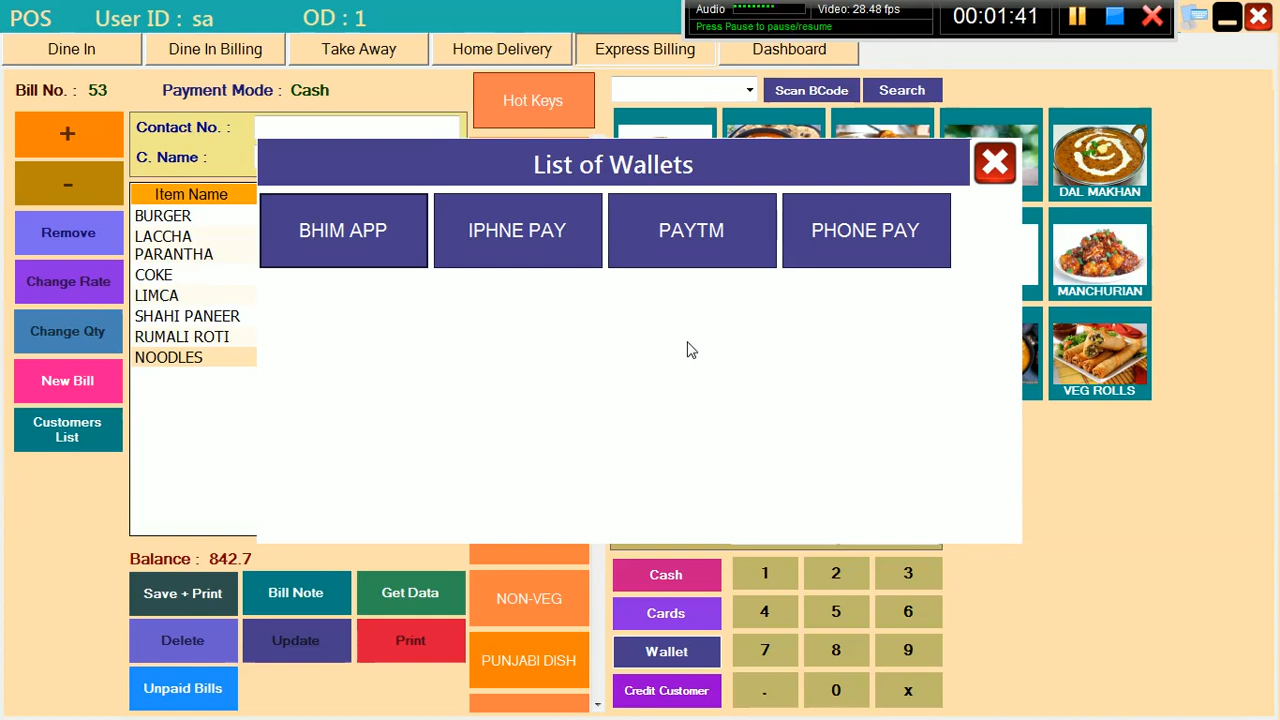 POS User ID : sa OD : 1
Audio Video: 28.48 fps
Press Pause to pause/resume
00:01:41
Dine In Dine In Billing Take Away Home Delivery Express Billing Dashboard
Bill No. : 53 Payment Mode : Cash
Hot Keys
Scan BCode Search
+
-
Remove
Change Rate
Change Qty
New Bill
Customers
List
Contact No. :
C. Name :
Item Name
BURGER
LACCHA
PARANTHA
COKE
LIMCA
SHAHI PANEER
RUMALI ROTI
NOODLES
List of Wallets
BHIM APP IPHNE PAY PAYTM PHONE PAY
DAL MAKHAN
MANCHURIAN
VEG ROLLS
Balance : 842.7
Save + Print Bill Note Get Data
Delete Update Print
Unpaid Bills
NON-VEG
PUNJABI DISH
Cash 1 2 3
Cards 4 5 6
Wallet 7 8 9
Credit Customer . 0 x